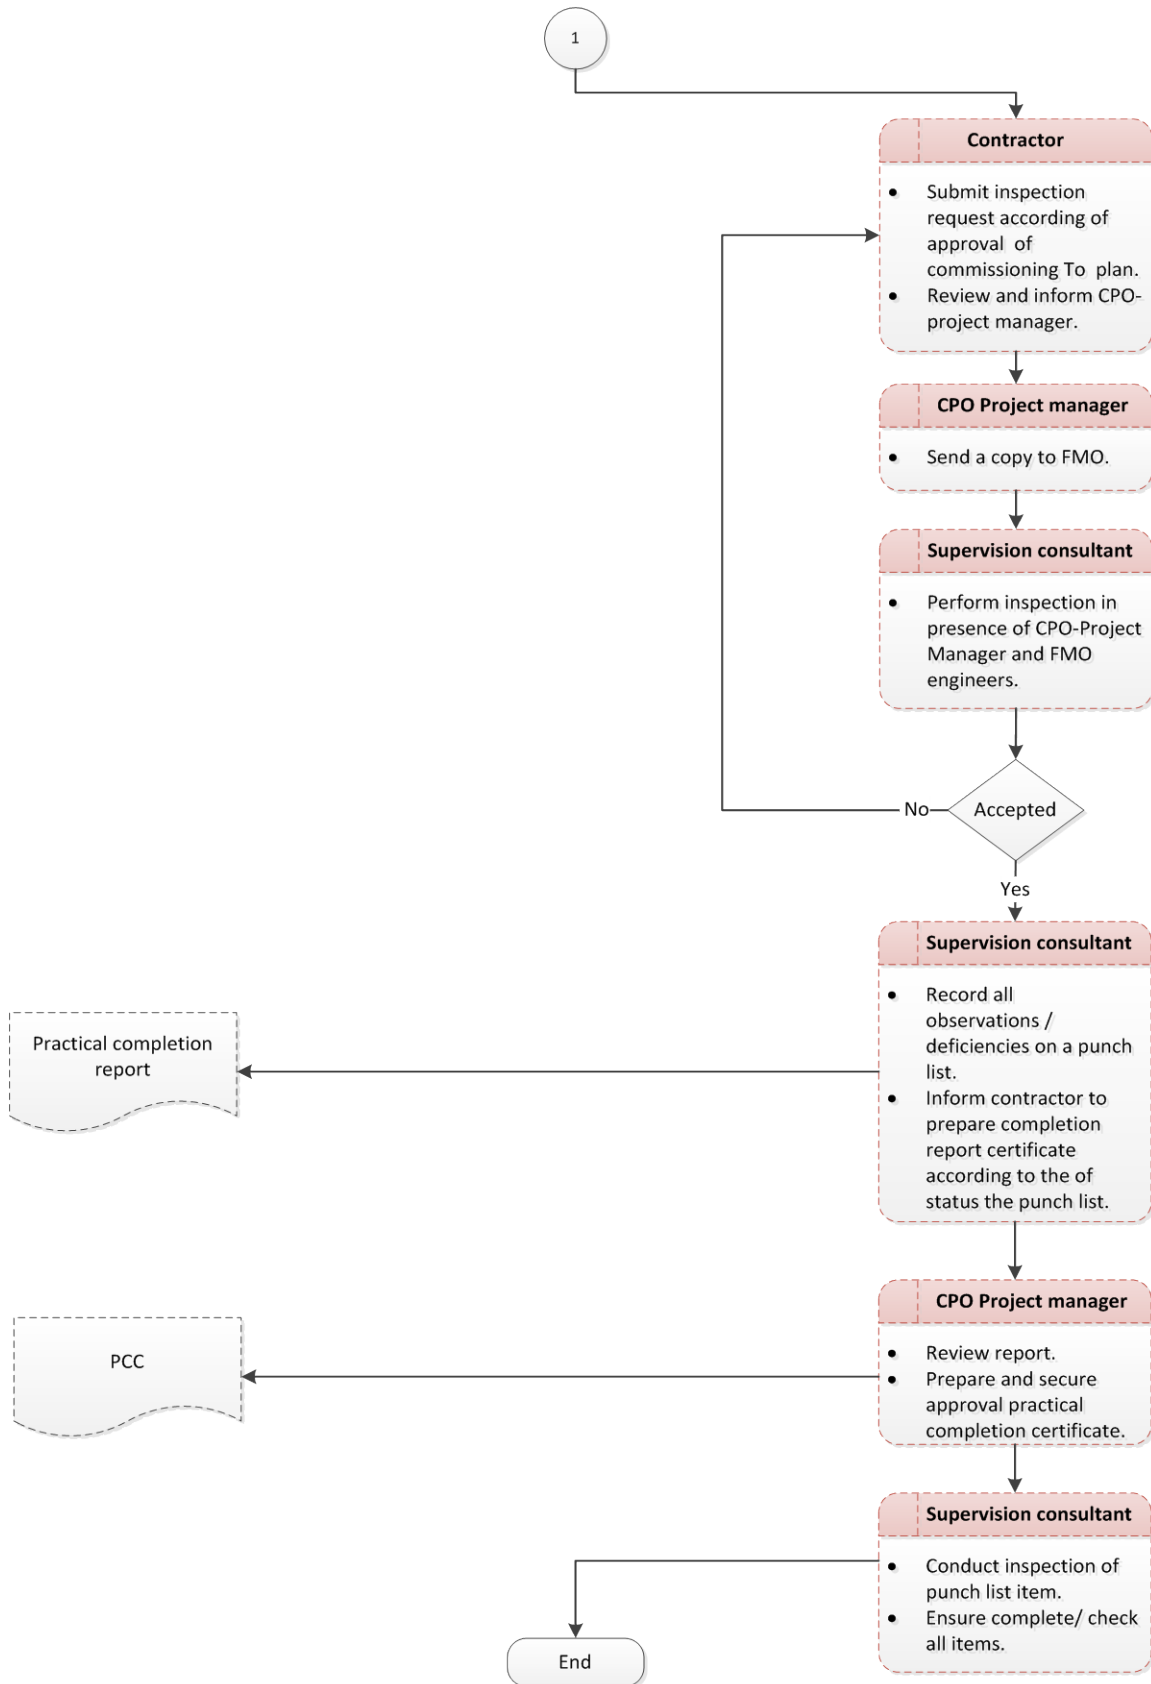 1
Contractor
• Submit inspection
request according of
approval of
commissioning To plan.
• Review and inform CPO-
project manager.
CPO Project manager
• Send a copy to FMO.
Supervision consultant
• Perform inspection in
presence of CPO-Project
Manager and FMO
engineers.
Accepted
No
Yes
Supervision consultant
• Record all
observations /
deficiencies on a punch
list.
• Inform contractor to
prepare completion
report certificate
according to the of
status the punch list.
Practical completion
report
CPO Project manager
• Review report.
• Prepare and secure
approval practical
completion certificate.
PCC
Supervision consultant
• Conduct inspection of
punch list item.
• Ensure complete/ check
all items.
End